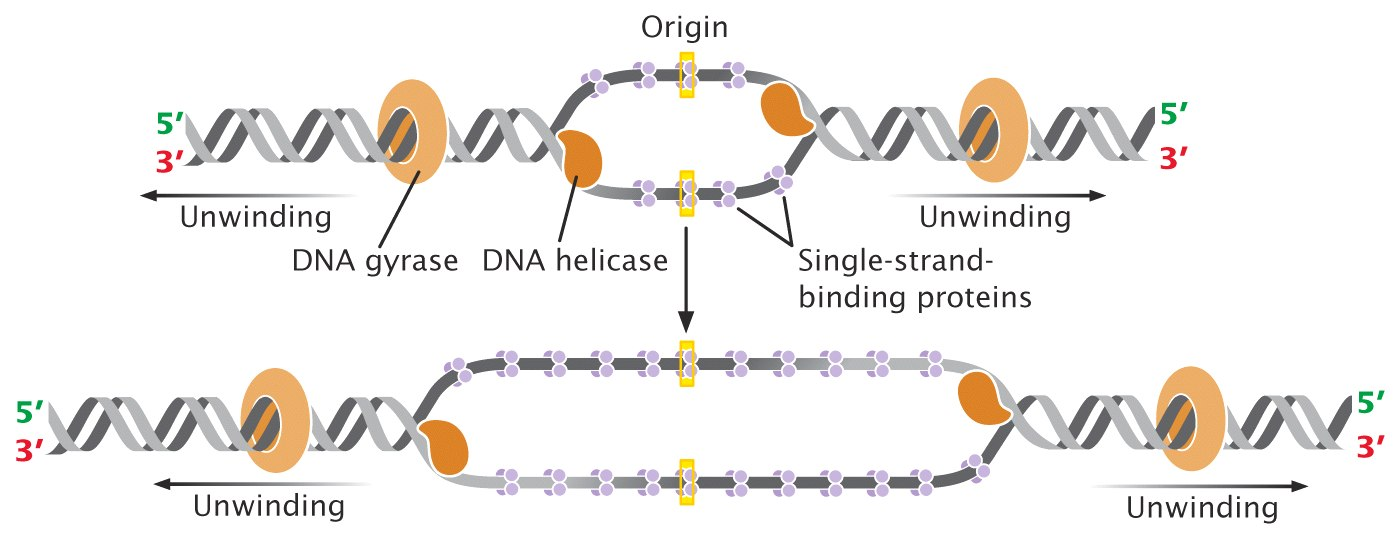 Origin
5′
3′
5′
3′
Unwinding
Unwinding
DNA gyrase
DNA helicase
Single-strand-
binding proteins
5′
3′
5′
3′
Unwinding
Unwinding